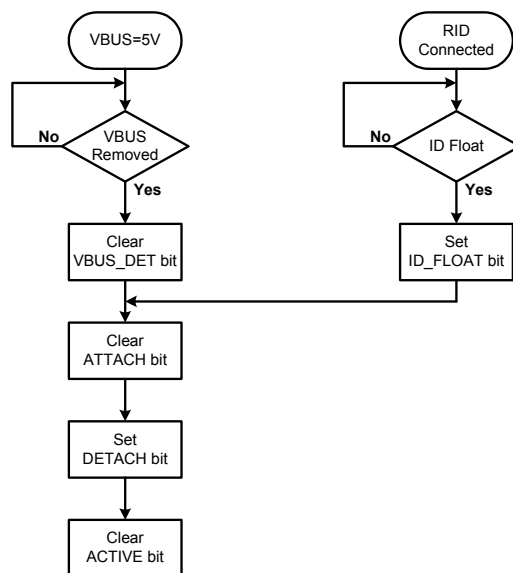 VBUS=5V
RID
Connected
No
VBUS
Removed
Yes
No
ID Float
Yes
Clear
VBUS_DET bit
Set
ID_FLOAT bit
Clear
ATTACH bit
Set
DETACH bit
Clear
ACTIVE bit